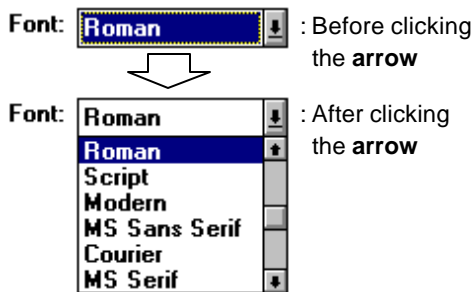 Font: Roman : Before clicking
the arrow
Font: Roman : After clicking
the arrow
Roman
Script
Modern
MS Sans Serif
Courier
MS Serif